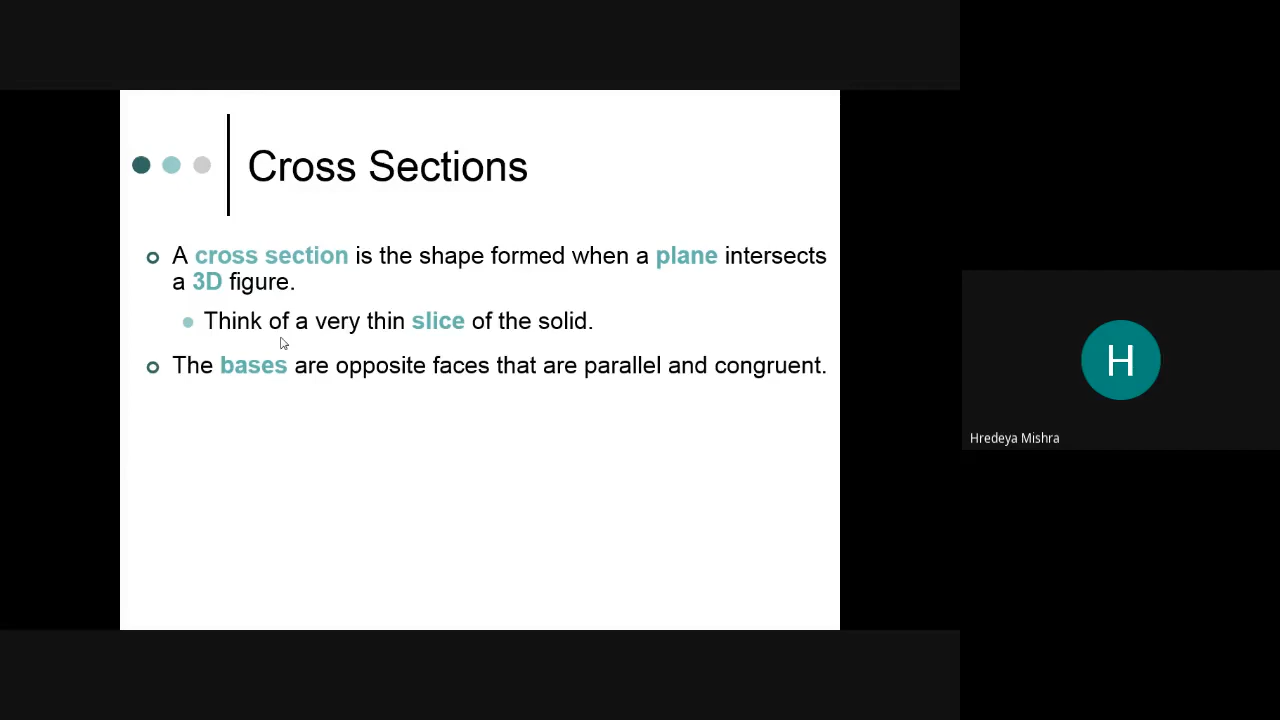 Cross Sections
A cross section is the shape formed when a plane intersects
a 3D figure.
Think of a very thin slice of the solid.
The bases are opposite faces that are parallel and congruent.
H
Hredeya Mishra